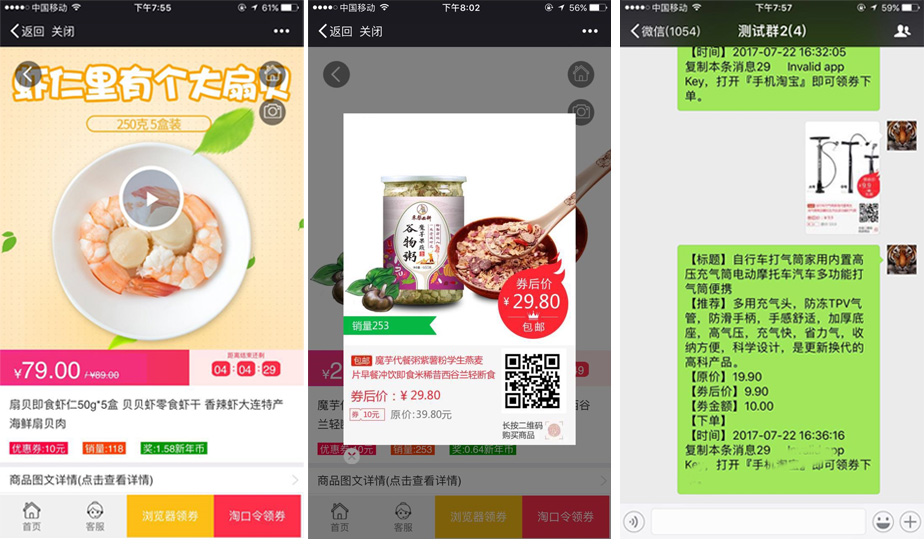 中国移动
下午7:55
61%
返回 关闭
虾仁里有个大扇贝
250克 5盒装
¥79.00 / ¥89.00
距离结束还剩
04:04:29
扇贝即食虾仁50g*5盒 贝贝虾零食虾干 香辣虾大连特产
海鲜扇贝肉
优惠券:10元
销量:118
奖:1.58新年币
商品图文详情(点击查看详情)
首页
客服
浏览器领券
淘口令领券
中国移动
下午8:02
56%
返回 关闭
谷物粥
券后价
¥29.80
包邮
销量253
包邮 魔芋代餐粥紫薯粉学生燕麦
片早餐冲饮即食米稀昔西谷兰轻断食
券后价: ¥ 29.80
券 10元 原价:39.80元
长按二维码
购买商品
优惠券:10元
销量:253
奖:0.64新年币
商品图文详情(点击查看详情)
首页
客服
浏览器领券
淘口令领券
中国移动
下午7:57
59%
微信(1054)
测试群2(4)
【时间】2017-07-22 16:32:05
复制本条消息29 Invalid app
Key，打开『手机淘宝』即可领券下
单。
【标题】自行车打气筒家用内置高
压充气筒电动摩托车汽车多功能打
气筒便携
【推荐】多用充气头，防冻TPV气
管，防滑手柄，手感舒适，加厚底
座，高气压，充气快，省力气，收
纳方便，科学设计，是更新换代的
高科产品。
【原价】19.90
【券后价】9.90
【券金额】10.00
【下单】
【时间】2017-07-22 16:36:16
复制本条消息29 Invalid app
Key，打开『手机淘宝』即可领券下